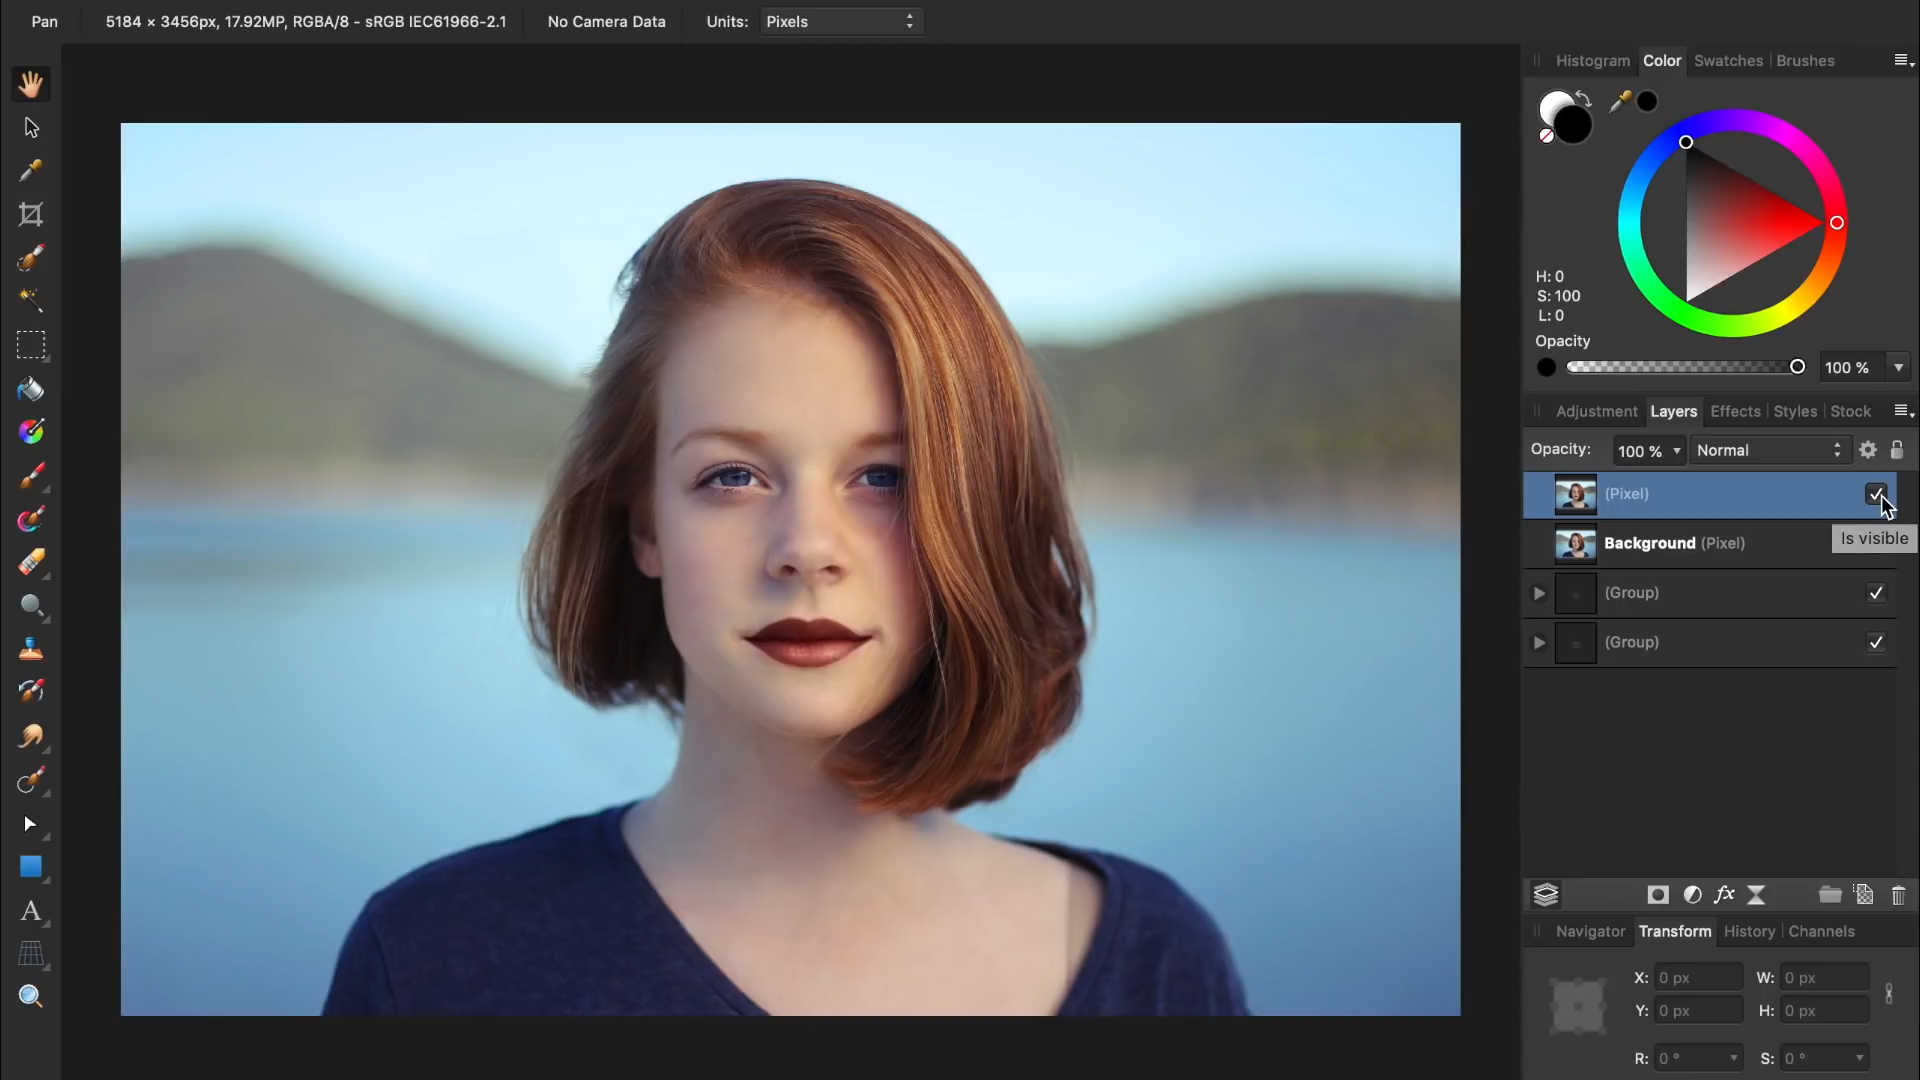 Pan 5184 × 3456px, 17.92MP, RGBA/8 - sRGB IEC61966-2.1 No Camera Data Units: Pixels
Histogram Color Swatches Brushes
H: 0
S: 100
L: 0
Opacity
100 %
Adjustment Layers Effects Styles Stock
Opacity: 100 % Normal
(Pixel)
Is visible
Background (Pixel)
(Group)
(Group)
fx
A
Navigator Transform History Channels
X: 0 px W: 0 px
Y: 0 px H: 0 px
R: 0 ° S: 0 °